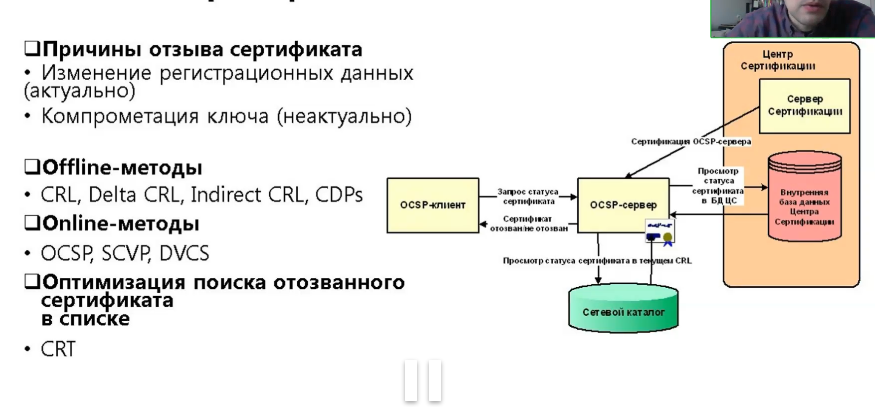 ❑Причины отзыва сертификата
• Изменение регистрационных данных
(актуально)
• Компрометация ключа (неактуально)
❑Offline-методы
• CRL, Delta CRL, Indirect CRL, CDPs
❑Online-методы
• OCSP, SCVP, DVCS
❑Оптимизация поиска отозванного
сертификата
в списке
• CRT
Центр
Сертификации
Сервер
Сертификации
Сертификация OCSP-сервера
Просмотр
статуса
сертификата
в БД ЦС
Внутренняя
база данных
Центра
Сертификации
OCSP-клиент
Запрос статуса
сертификата
Сертификат
отозван/не отозван
OCSP-сервер
Просмотр статуса сертификата в текущем CRL
Сетевой каталог